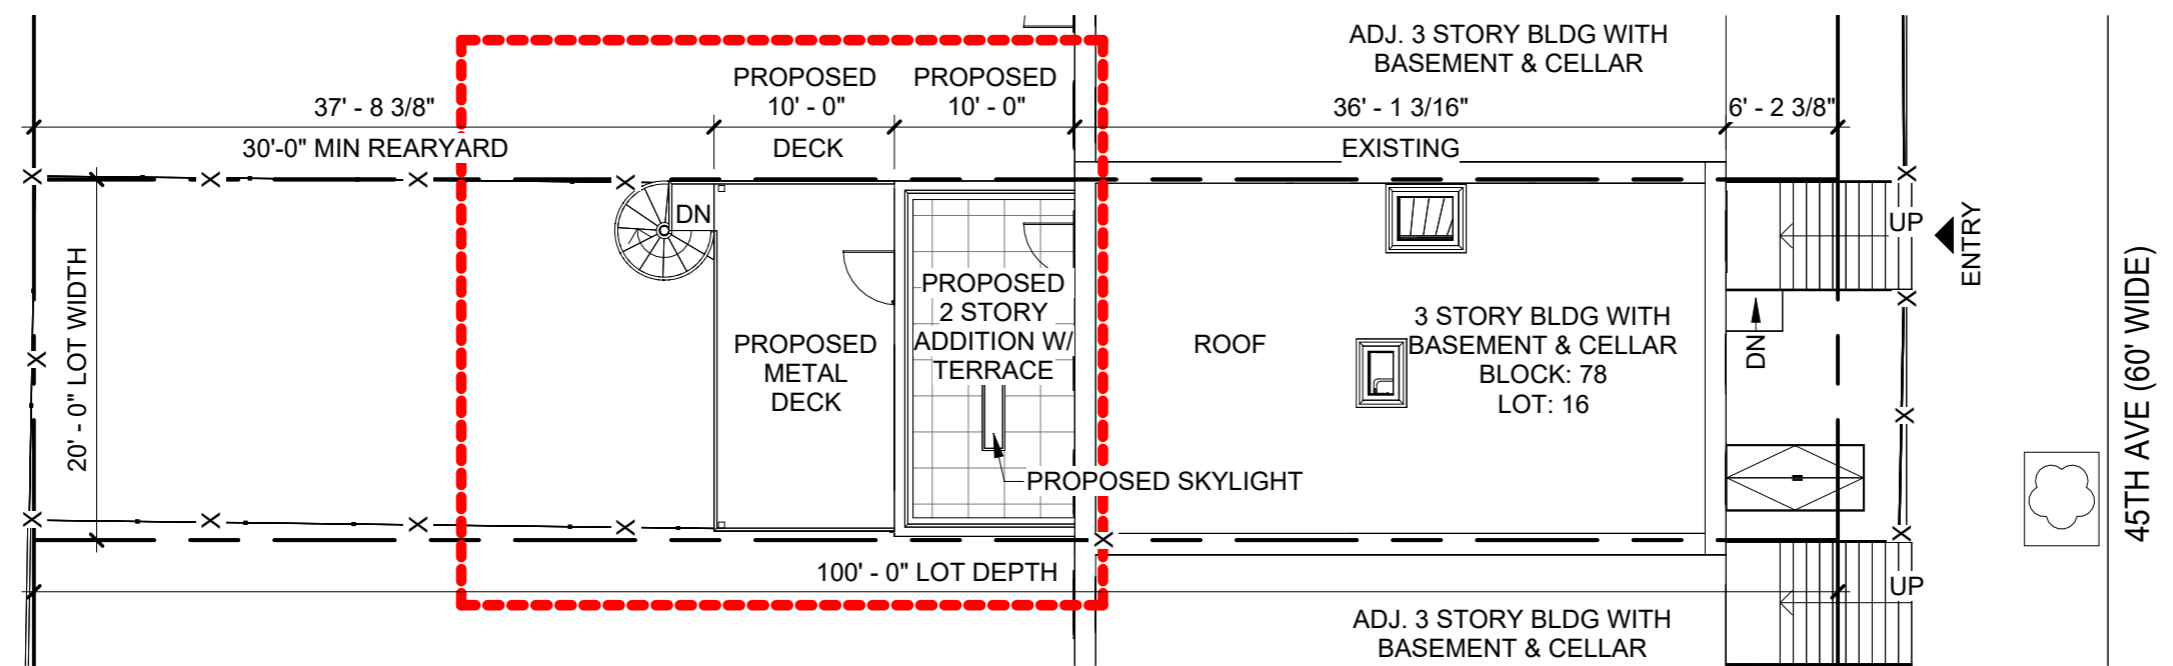 ADJ. 3 STORY BLDG WITH
BASEMENT & CELLAR
PROPOSED
10' - 0"
PROPOSED
10' - 0"
37' - 8 3/8"
36' - 1 3/16"
6' - 2 3/8"
30'-0" MIN REARYARD
DECK
EXISTING
DN
UP
ENTRY
20' - 0" LOT WIDTH
PROPOSED
METAL
DECK
PROPOSED
2 STORY
ADDITION W/
TERRACE
ROOF
3 STORY BLDG WITH
BASEMENT & CELLAR
BLOCK: 78
LOT: 16
DN
45TH AVE (60' WIDE)
PROPOSED SKYLIGHT
100' - 0" LOT DEPTH
UP
ADJ. 3 STORY BLDG WITH
BASEMENT & CELLAR